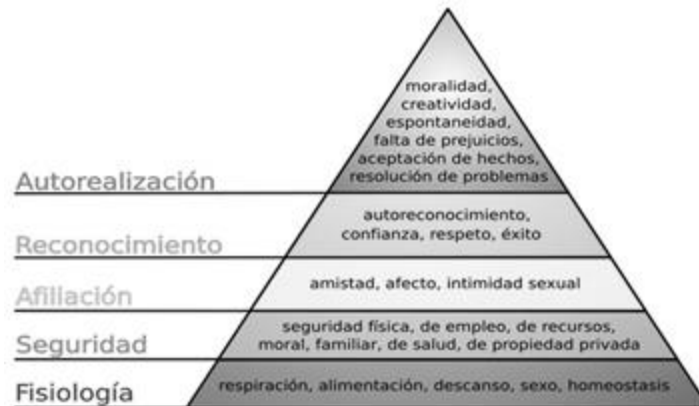 moralidad,
creatividad,
espontaneidad,
falta de prejuicios,
aceptación de hechos,
resolución de problemas
Autorealización
autoreconocimiento,
confianza, respeto, éxito
Reconocimiento
amistad, afecto, intimidad sexual
Afiliación
seguridad física, de empleo, de recursos,
moral, familiar, de salud, de propiedad privada
Seguridad
respiración, alimentación, descanso, sexo, homeostasis
Fisiología